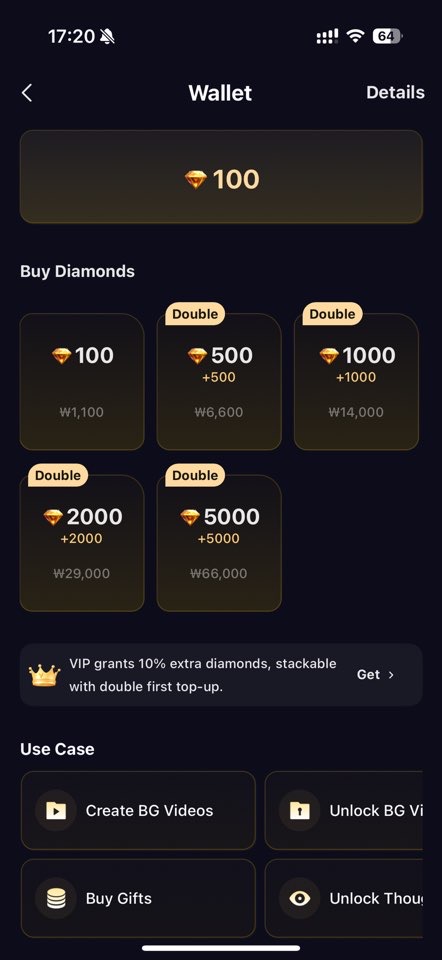 17:20
64
Wallet
Details
100
Buy Diamonds
100
₩1,100
Double
500
+500
₩6,600
Double
1000
+1000
₩14,000
Double
2000
+2000
₩29,000
Double
5000
+5000
₩66,000
VIP grants 10% extra diamonds, stackable
with double first top-up.
Get
Use Case
Create BG Videos
Unlock BG Vi
Buy Gifts
Unlock Thou